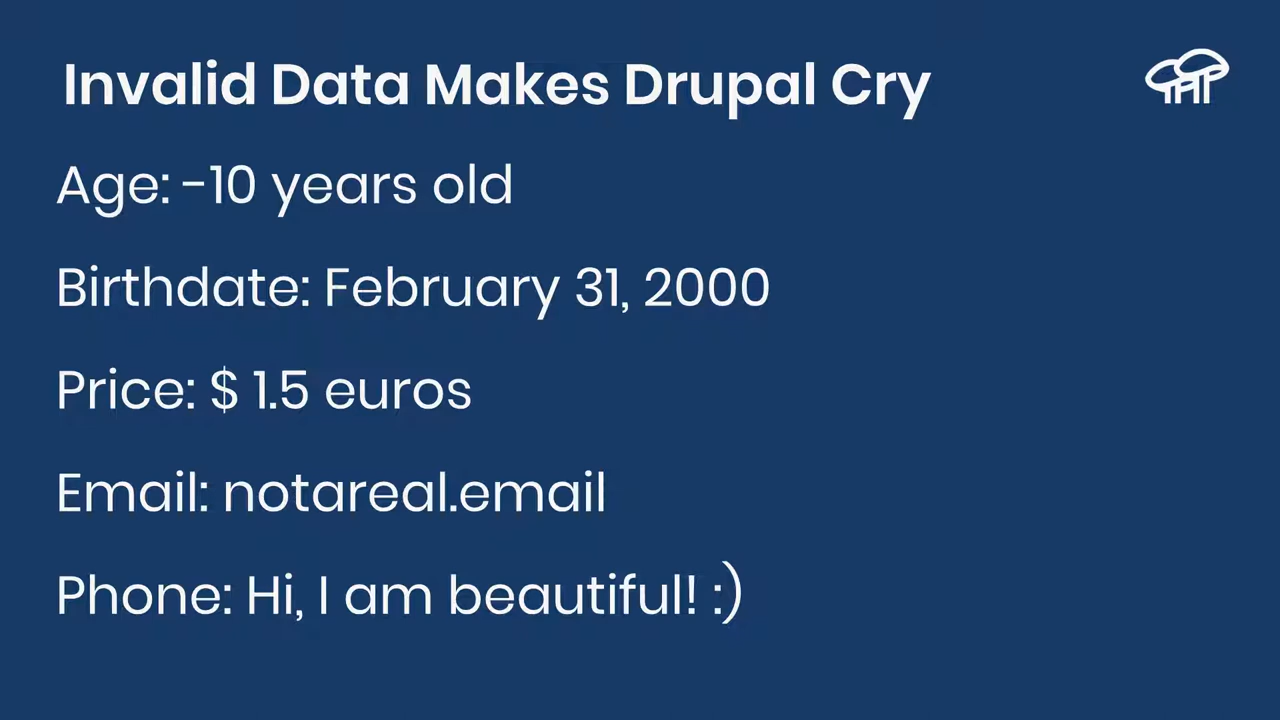 Invalid Data Makes Drupal Cry
Age: -10 years old
Birthdate: February 31, 2000
Price: $ 1.5 euros
Email: notareal.email
Phone: Hi, I am beautiful! :)